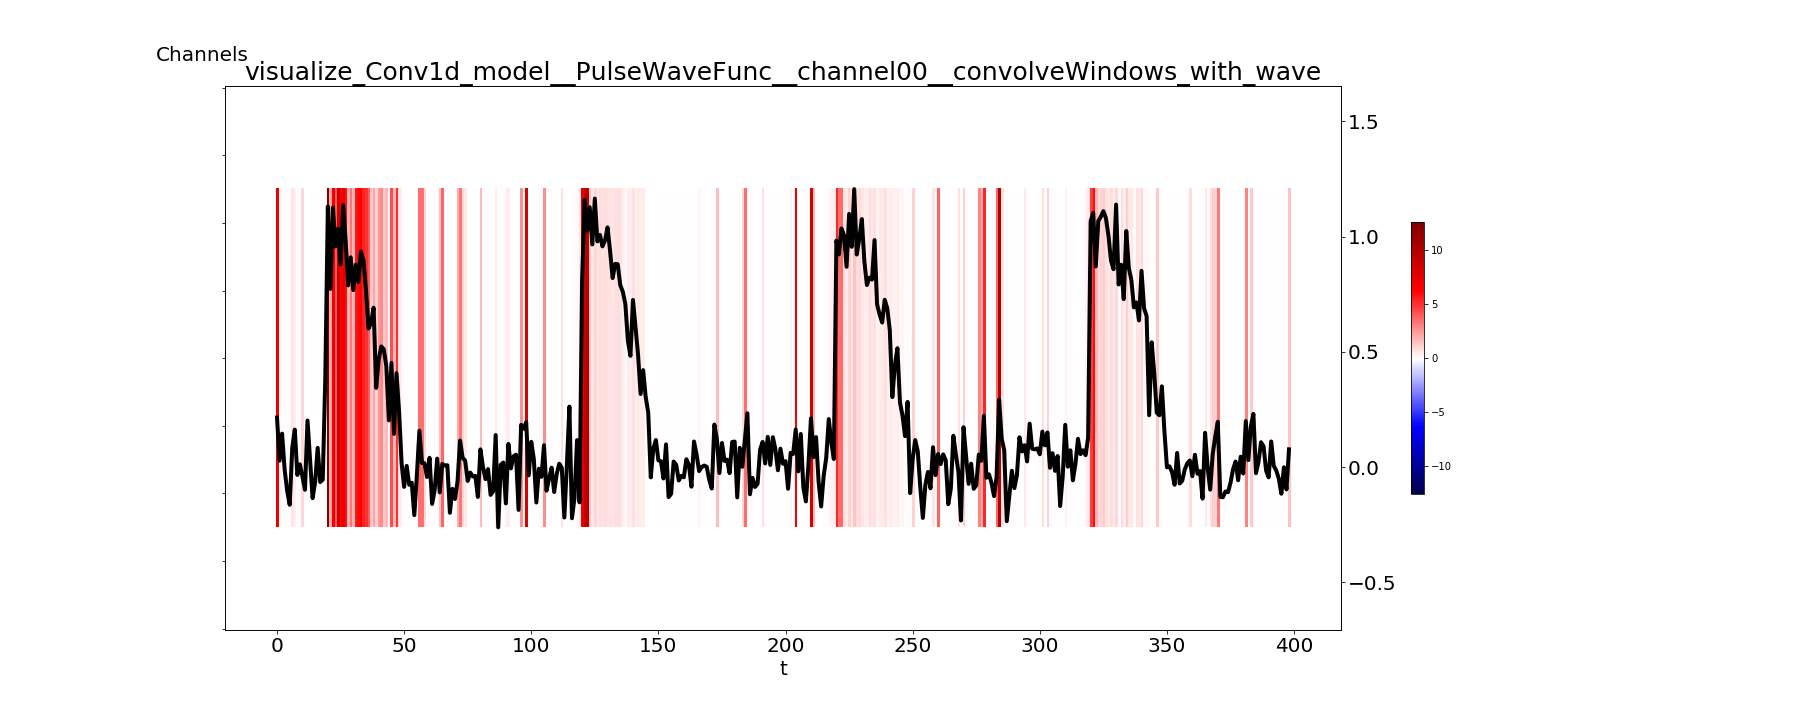 Channels
visualize_Conv1d_model__PulseWaveFunc__channel00__convolveWindows_with_wave
1.5
1.0
0.5
0.0
−0.5
10
5
0
−5
−10
0 50 100 150 200 250 300 350 400
t